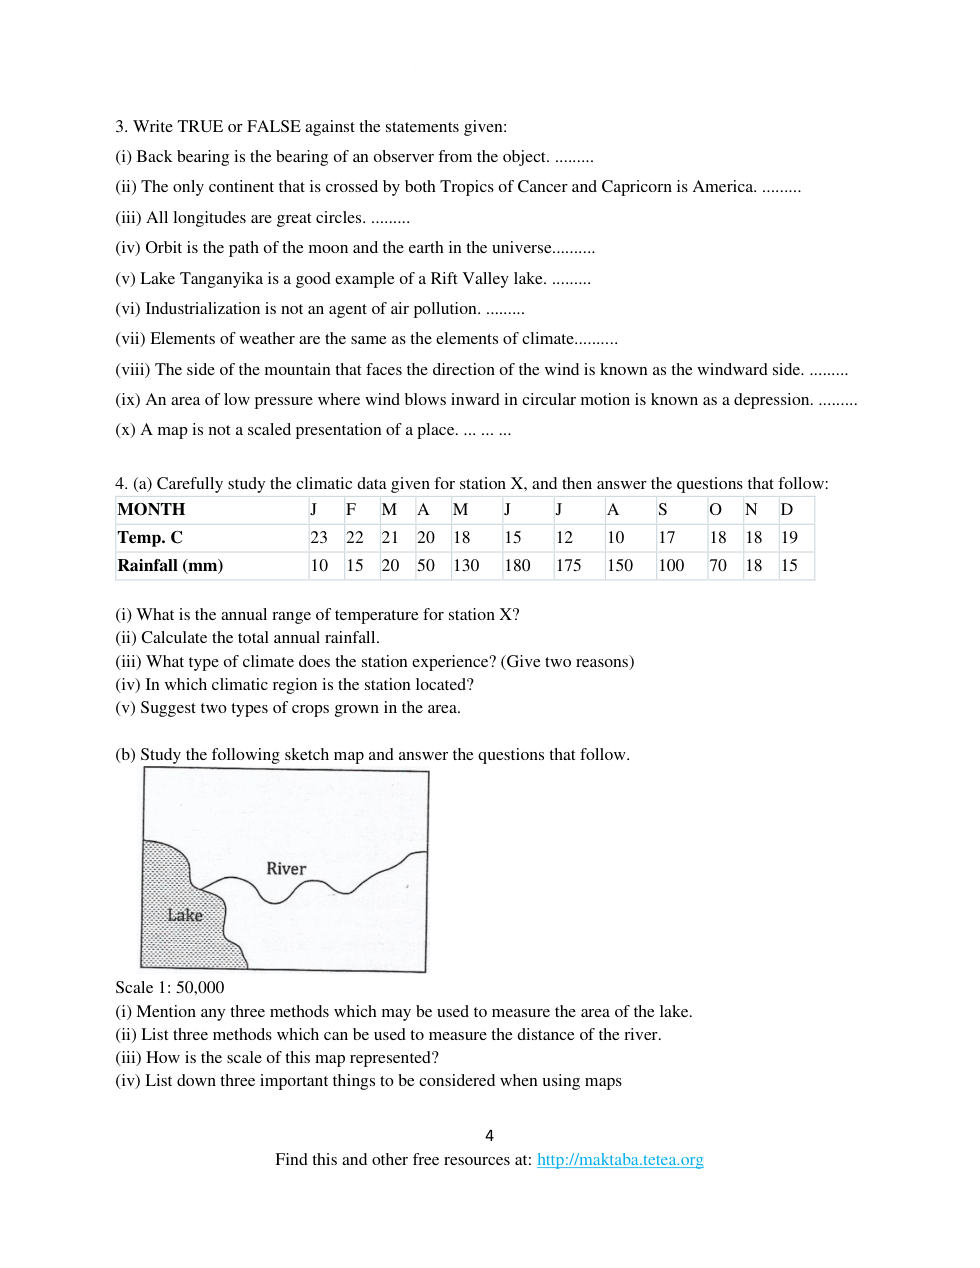 3. Write TRUE or FALSE against the statements given:
(i) Back bearing is the bearing of an observer from the object. .........
(ii) The only continent that is crossed by both Tropics of Cancer and Capricorn is America. .........
(iii) All longitudes are great circles. .........
(iv) Orbit is the path of the moon and the earth in the universe..........
(v) Lake Tanganyika is a good example of a Rift Valley lake. .........
(vi) Industrialization is not an agent of air pollution. .........
(vii) Elements of weather are the same as the elements of climate..........
(viii) The side of the mountain that faces the direction of the wind is known as the windward side. .........
(ix) An area of low pressure where wind blows inward in circular motion is known as a depression. .........
(x) A map is not a scaled presentation of a place. ... ... ...
4. (a) Carefully study the climatic data given for station X, and then answer the questions that follow:
MONTH J F M A M J J A S O N D
Temp. C 23 22 21 20 18 15 12 10 17 18 18 19
Rainfall (mm) 10 15 20 50 130 180 175 150 100 70 18 15
(i) What is the annual range of temperature for station X?
(ii) Calculate the total annual rainfall.
(iii) What type of climate does the station experience? (Give two reasons)
(iv) In which climatic region is the station located?
(v) Suggest two types of crops grown in the area.
(b) Study the following sketch map and answer the questions that follow.
River
Lake
Scale 1: 50,000
(i) Mention any three methods which may be used to measure the area of the lake.
(ii) List three methods which can be used to measure the distance of the river.
(iii) How is the scale of this map represented?
(iv) List down three important things to be considered when using maps
4
Find this and other free resources at: http://maktaba.tetea.org